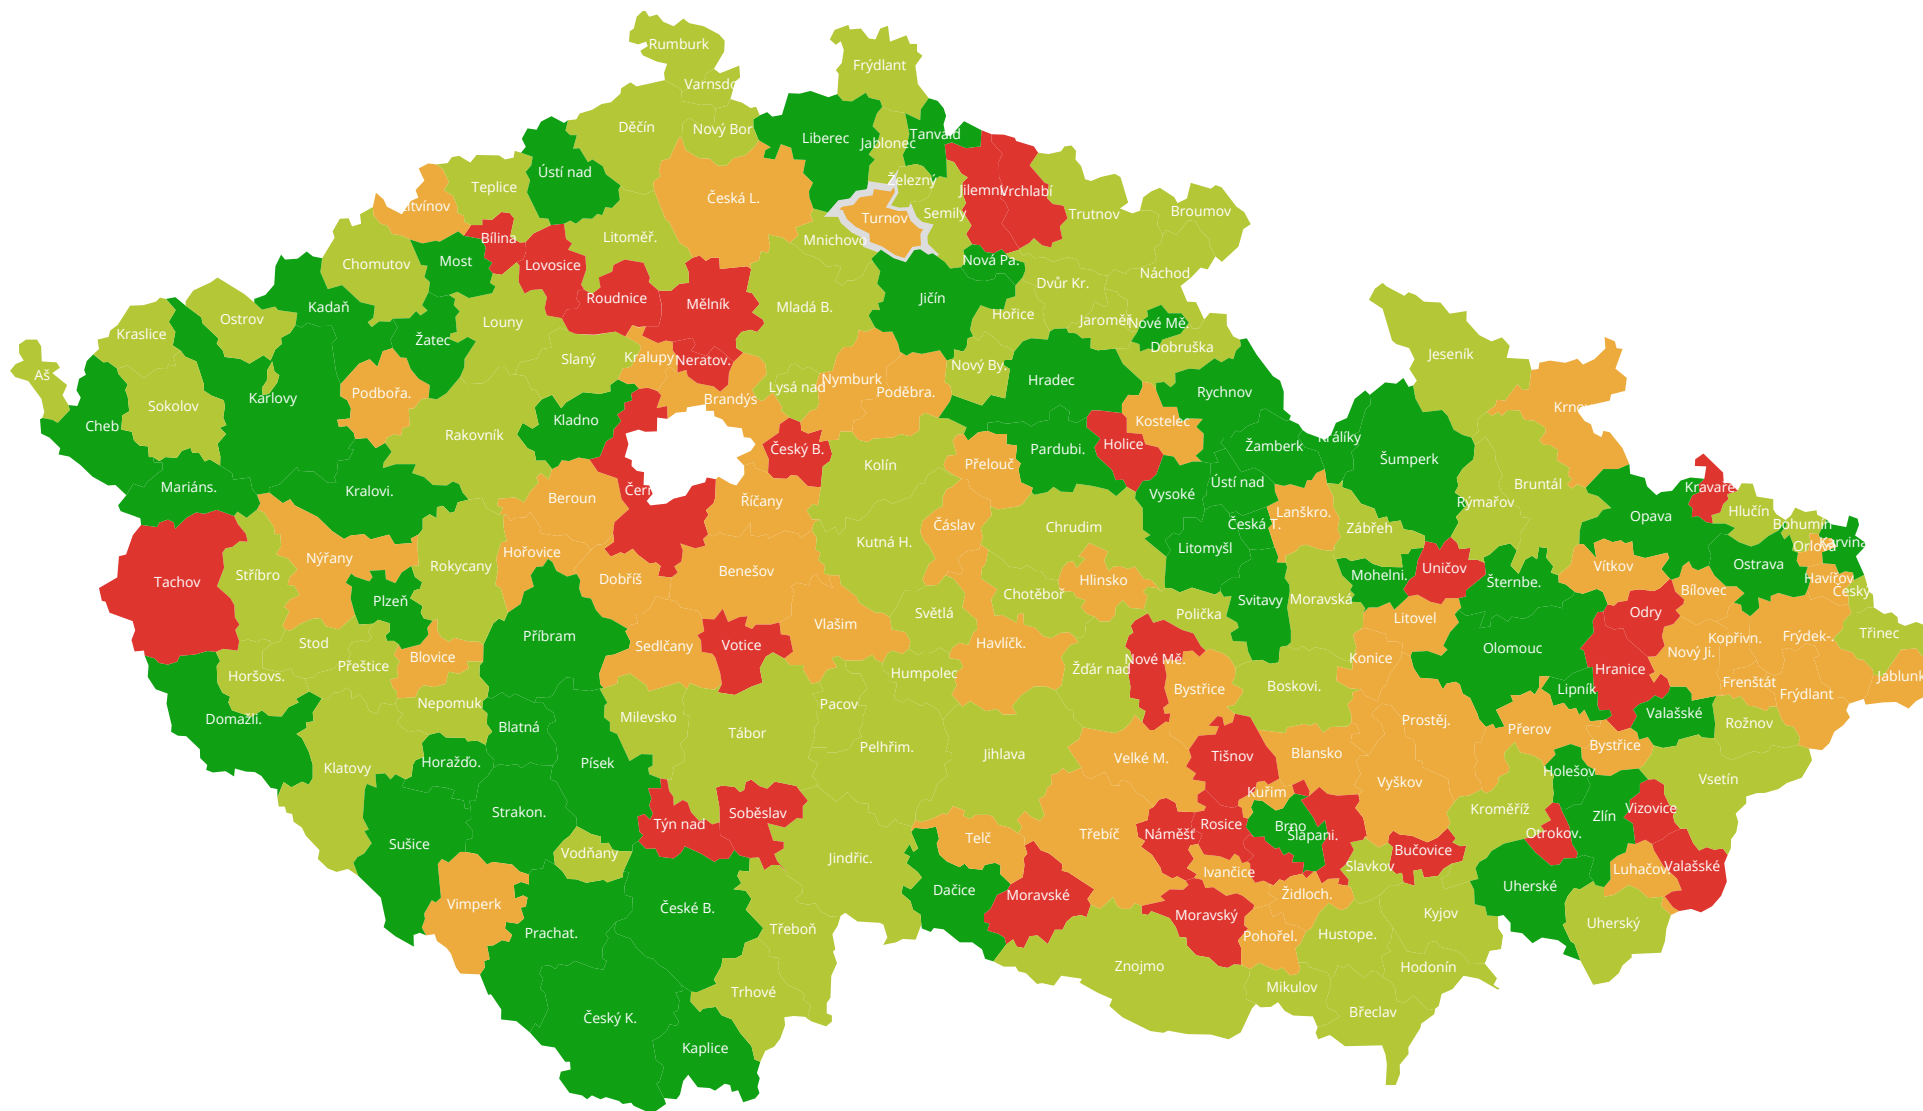 Rumburk
Frýdlant
Varnsdo
Děčín
Nový Bor
Liberec
Tanvald
Jablonec
Ústí nad
Teplice
Železný
Česká L.
Jilemni
Vrchlabí
Litvínov
Turnov
Semily
Trutnov
Broumov
Bílina
Litoměř.
Mnichovo
Chomutov
Most
Lovosice
Nová Pa.
Náchod
Roudnice
Mělník
Jičín
Dvůr Kr.
Kadaň
Mladá B.
Hořice
Ostrov
Louny
Jaroměř
Nové Mě.
Kraslice
Žatec
Dobruška
Slaný
Kralupy
Neratov.
Nový By.
Jeseník
Aš
Lysá nad
Nymburk
Hradec
Podbořa.
Poděbra.
Rychnov
Karlovy
Sokolov
Brandýs
Krnov
Cheb
Kladno
Kostelec
Rakovník
Králíky
Český B.
Pardubi.
Holice
Žamberk
Kolín
Přelouč
Šumperk
Mariáns.
Kralovi.
Čern
Beroun
Říčany
Vysoké
Ústí nad
Bruntál
Kravaře
Rýmařov
Hlučín
Čáslav
Chrudim
Česká T.
Lanškro.
Zábřeh
Opava
Bohumín
Kutná H.
Litomyšl
Orlová
Karviná
Nýřany
Hořovice
Rokycany
Stříbro
Tachov
Dobříš
Benešov
Hlinsko
Mohelni.
Uničov
Šternbe.
Vítkov
Ostrava
Havířov
Chotěboř
Bílovec
Český
Plzeň
Svitavy
Moravská
Světlá
Polička
Odry
Vlašim
Litovel
Příbram
Stod
Sedlčany
Votice
Havlíčk.
Kopřivn.
Frýdek-.
Třinec
Olomouc
Nový Ji.
Blovice
Konice
Přeštice
Nové Mě.
Žďár nad
Hranice
Horšovs.
Humpolec
Bystřice
Boskovi.
Lipník
Frenštát
Jablunk
Frýdlant
Nepomuk
Pacov
Milevsko
Domažli.
Blatná
Tábor
Prostěj.
Přerov
Valašské
Rožnov
Pelhřim.
Jihlava
Velké M.
Tišnov
Blansko
Bystřice
Klatovy
Horažďo.
Písek
Vyškov
Holešov
Vsetín
Kuřim
Strakon.
Soběslav
Kroměříž
Vizovice
Týn nad
Rosice
Brno
Zlín
Telč
Třebíč
Náměšť
Šlapani.
Otrokov.
Sušice
Vodňany
Jindřic.
Bučovice
Ivančice
Slavkov
Luhačov.
Valašské
Dačice
Moravské
Židloch.
Uherské
Vimperk
České B.
Moravský
Kyjov
Třeboň
Prachat.
Pohořel.
Hustope.
Uherský
Znojmo
Hodonín
Trhové
Mikulov
Český K.
Břeclav
Kaplice